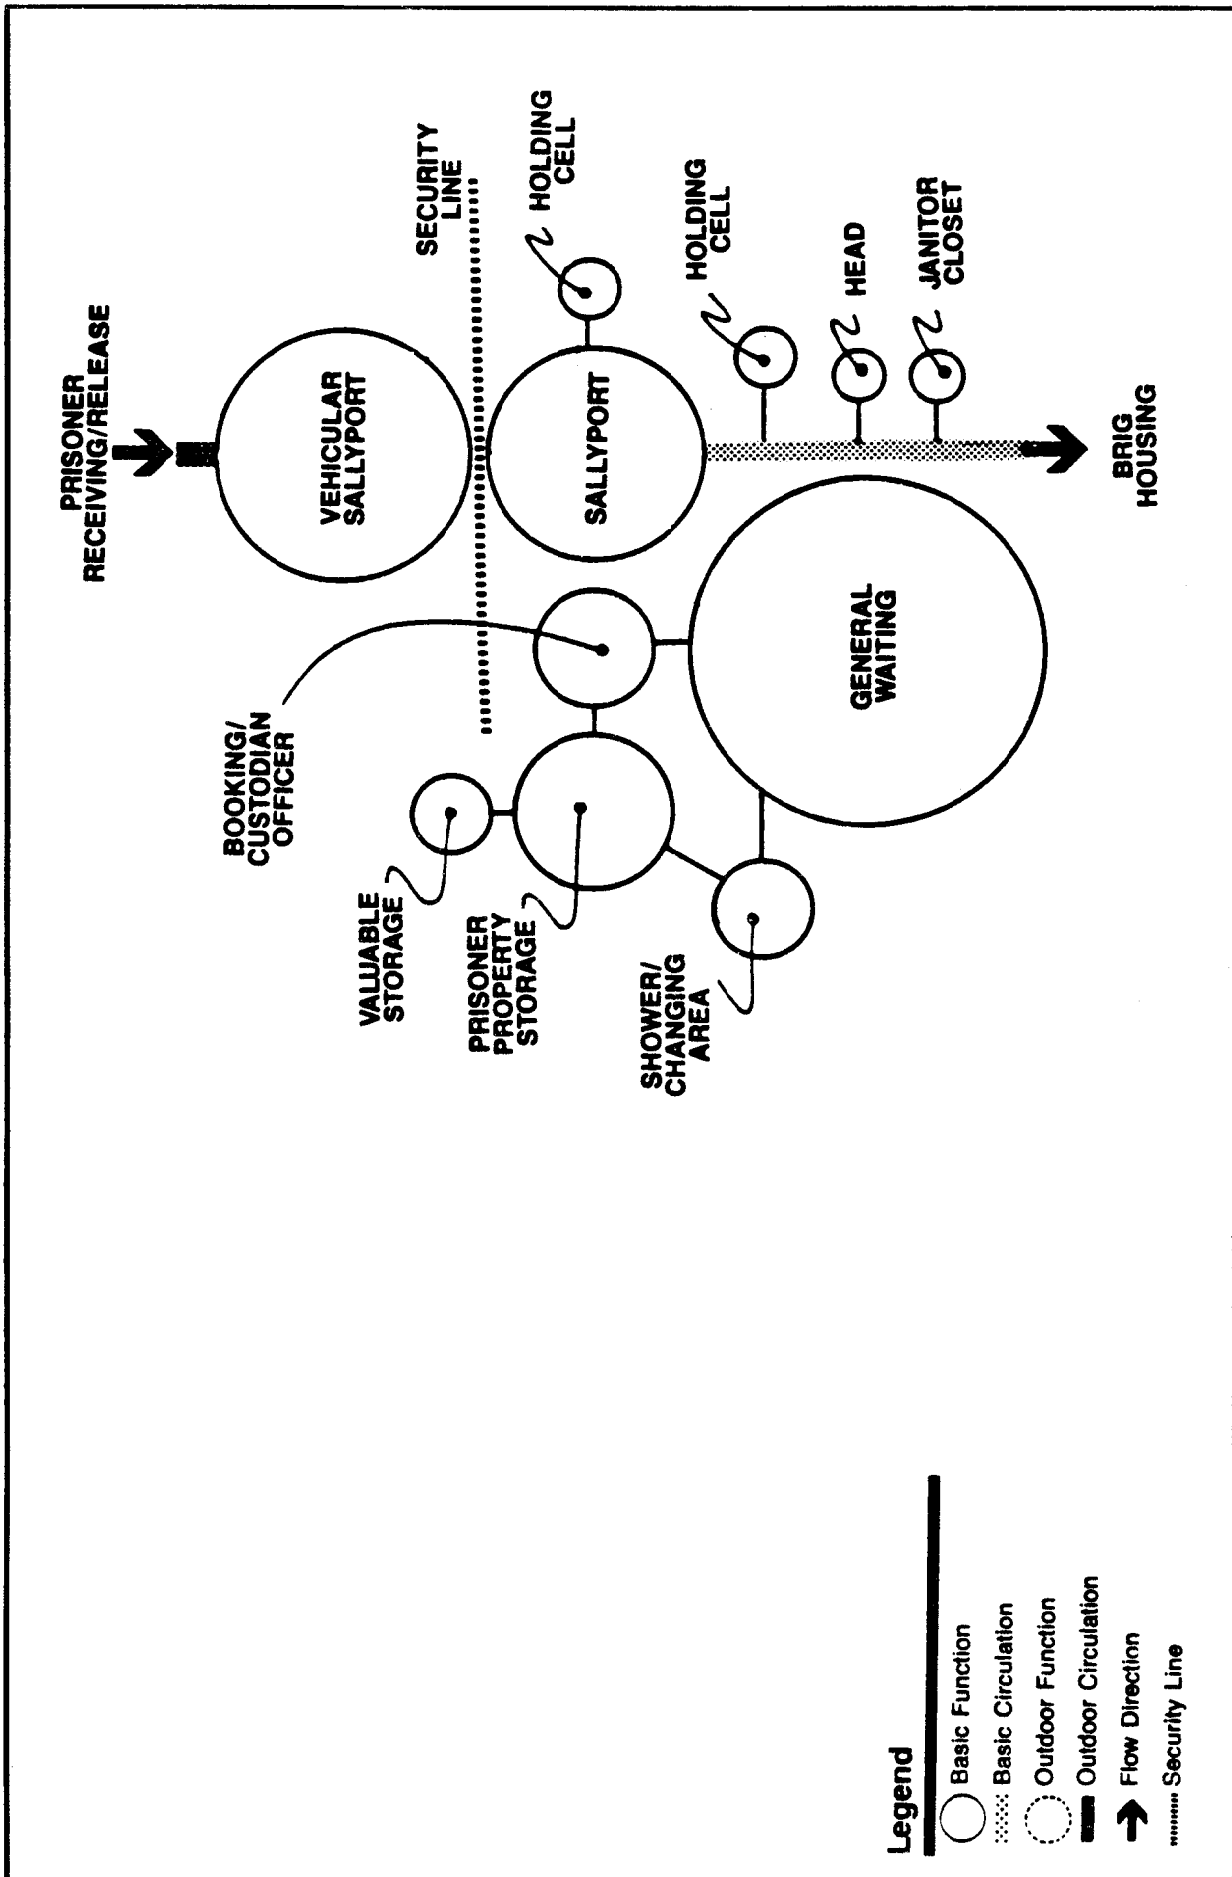 PRISONER
RECEIVING/RELEASE
VEHICULAR
SALLYPORT
SECURITY
LINE
SALLYPORT
HOLDING
CELL
BOOKING/
CUSTODIAN
OFFICER
VALUABLE
STORAGE
PRISONER
PROPERTY
STORAGE
SHOWER/
CHANGING
AREA
GENERAL
WAITING
HOLDING
CELL
HEAD
JANITOR
CLOSET
BRIG
HOUSING
Legend
Basic Function
Basic Circulation
Outdoor Function
Outdoor Circulation
Flow Direction
Security Line